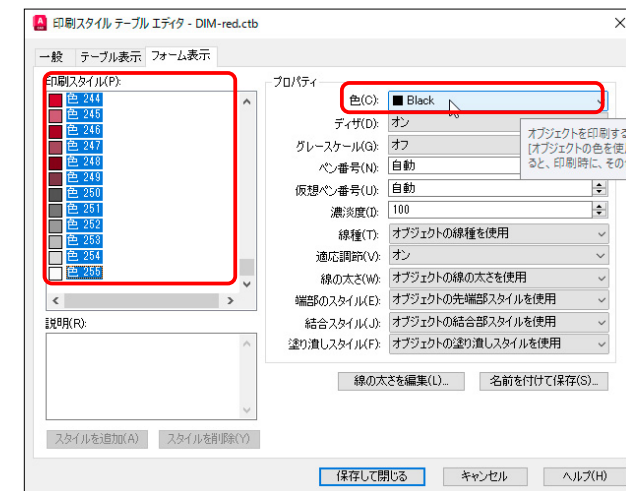 印刷スタイル テーブル エディタ - DIM-red.ctb
一般 テーブル表示 フォーム表示
印刷スタイル(P):
色 244
色 245
色 246
色 247
色 248
色 249
色 250
色 251
色 252
色 253
色 254
色 255
説明(R):
スタイルを追加(A) スタイルを削除(Y)
プロパティ
色(C): Black
ディザ(D): オン
グレースケール(G): オフ
ペン番号(N): 自動
仮想ペン番号(U): 自動
濃淡度(I): 100
線種(T): オブジェクトの線種を使用
適応調節(V): オン
線の太さ(W): オブジェクトの線の太さを使用
端部のスタイル(E): オブジェクトの先端部スタイルを使用
結合スタイル(J): オブジェクトの結合部スタイルを使用
塗り潰しスタイル(F): オブジェクトの塗り潰しスタイルを使用
オブジェクトを印刷する
[オブジェクトの色を使
ると、印刷時に、その
線の太さを編集(L)... 名前を付けて保存(S)...
保存して閉じる キャンセル ヘルプ(H)